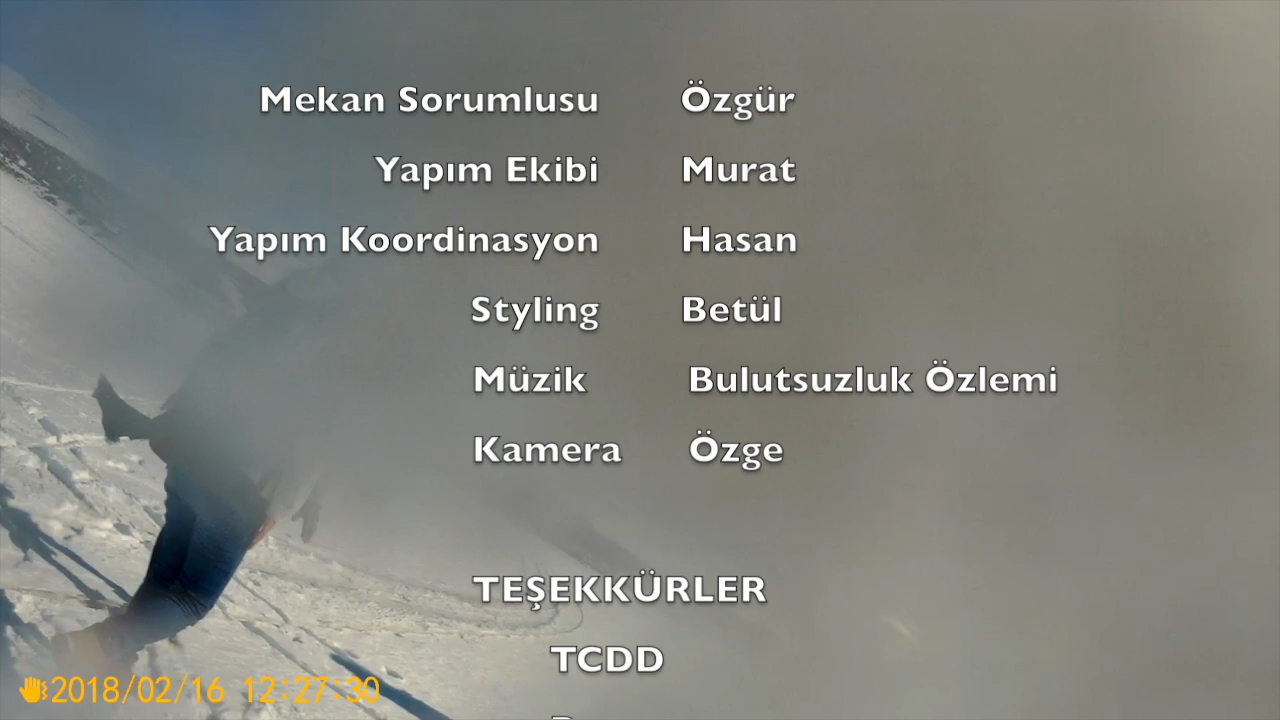 Mekan Sorumlusu Özgür
Yapım Ekibi Murat
Yapım Koordinasyon Hasan
Styling Betül
Müzik Bulutsuzluk Özlemi
Kamera Özge
TEŞEKKÜRLER
TCDD
2018/02/16 12:27:30